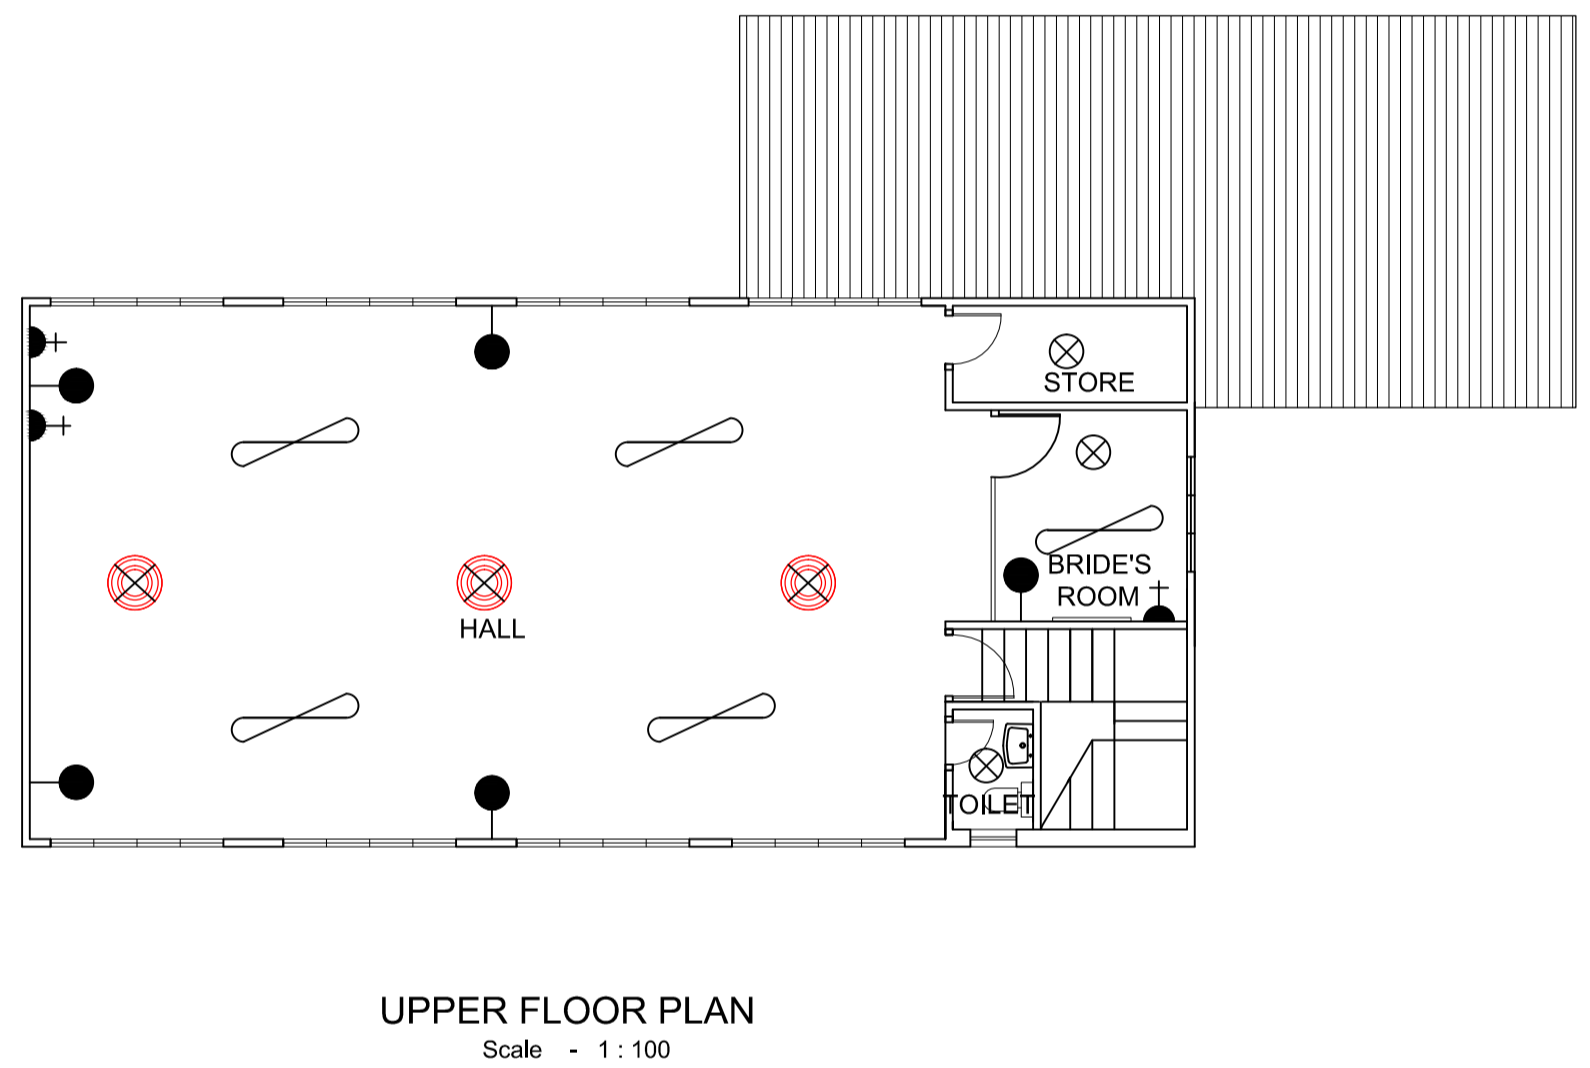 STORE
BRIDE'S
ROOM
HALL
TOILET
UPPER FLOOR PLAN
Scale - 1 : 100